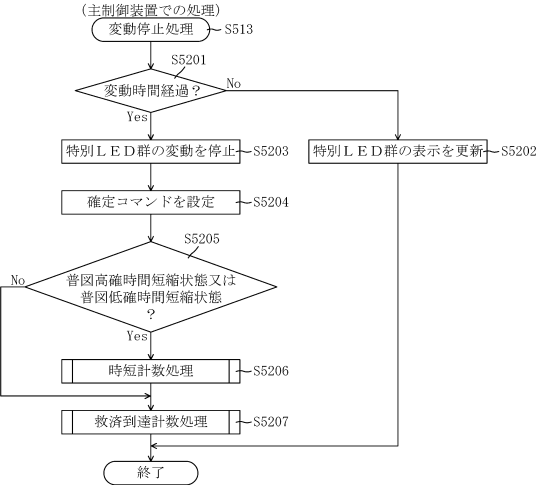 (主制御装置での処理)
変動停止処理 S513
S5201
変動時間経過？ No
Yes
特別ＬＥＤ群の変動を停止 S5203
特別ＬＥＤ群の表示を更新 S5202
確定コマンドを設定 S5204
S5205
No
普図高確時間短縮状態又は
普図低確時間短縮状態
？
Yes
時短計数処理 S5206
救済到達計数処理 S5207
終了